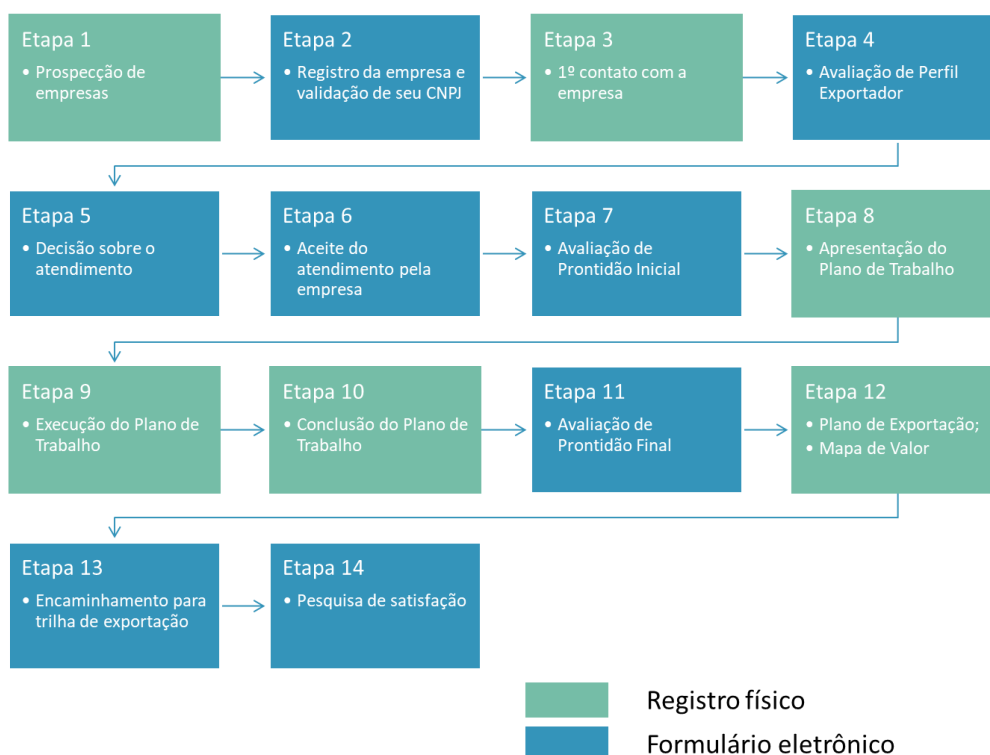 Etapa 1
• Prospecção de
empresas
Etapa 2
• Registro da empresa e
validação de seu CNPJ
Etapa 3
• 1º contato com a
empresa
Etapa 4
• Avaliação de Perfil
Exportador
Etapa 5
• Decisão sobre o
atendimento
Etapa 6
• Aceite do
atendimento pela
empresa
Etapa 7
• Avaliação de
Prontidão Inicial
Etapa 8
• Apresentação do
Plano de Trabalho
Etapa 9
• Execução do Plano de
Trabalho
Etapa 10
• Conclusão do Plano de
Trabalho
Etapa 11
• Avaliação de
Prontidão Final
Etapa 12
• Plano de Exportação;
• Mapa de Valor
Etapa 13
• Encaminhamento para
trilha de exportação
Etapa 14
• Pesquisa de satisfação
Registro físico
Formulário eletrônico